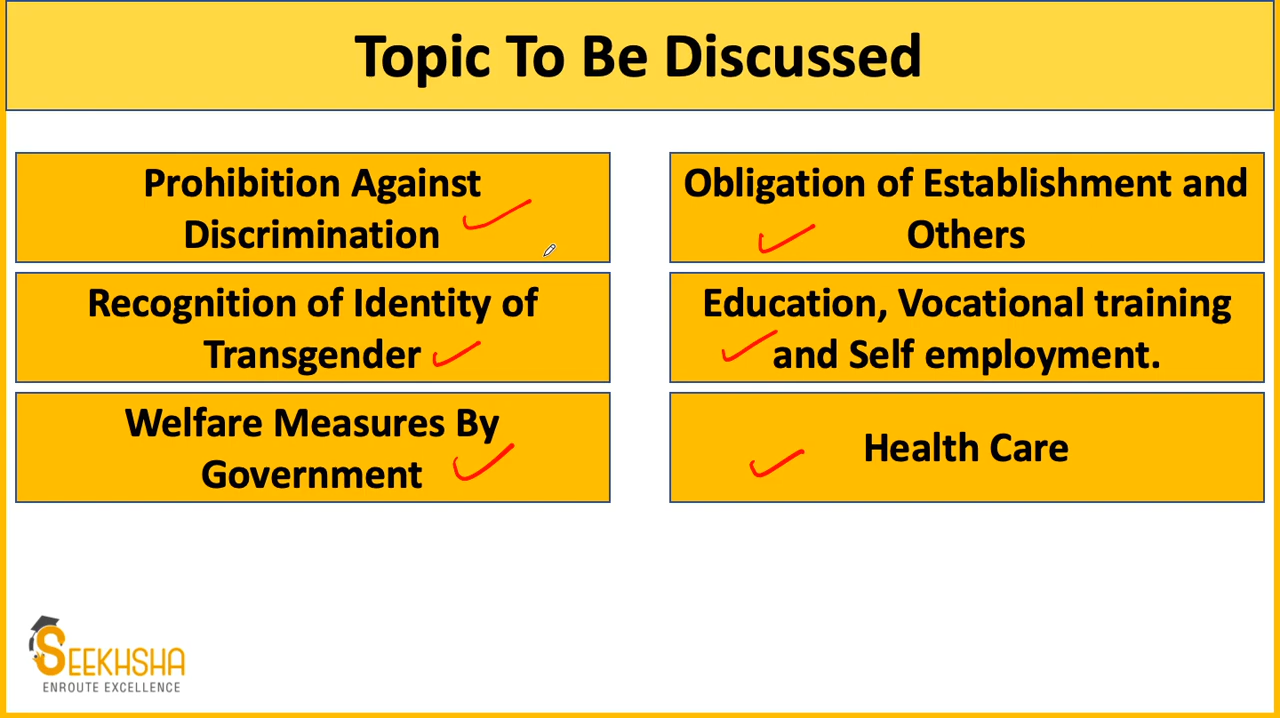 Topic To Be Discussed
Prohibition Against
Discrimination
Obligation of Establishment and
Others
Recognition of Identity of
Transgender
Education, Vocational training
and Self employment.
Welfare Measures By
Government
Health Care
SEEKHSHA
ENROUTE EXCELLENCE